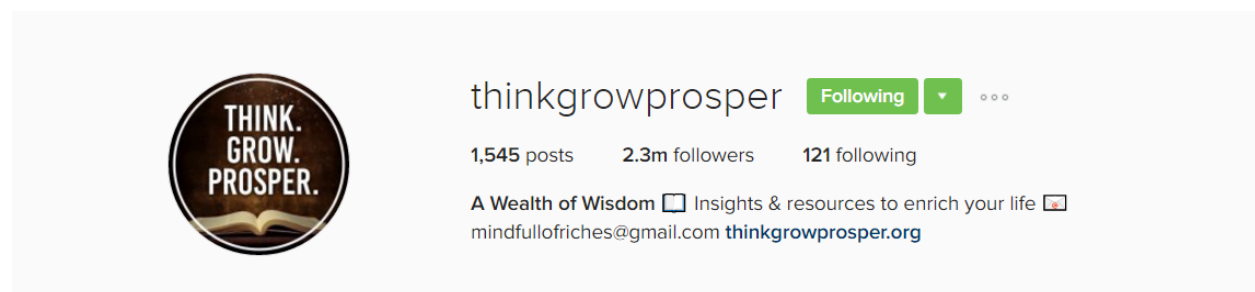 THINK.
GROW.
PROSPER.
thinkgrowprosper Following
1,545 posts 2.3m followers 121 following
A Wealth of Wisdom 📖 Insights & resources to enrich your life 💌
mindfullofriches@gmail.com thinkgrowprosper.org